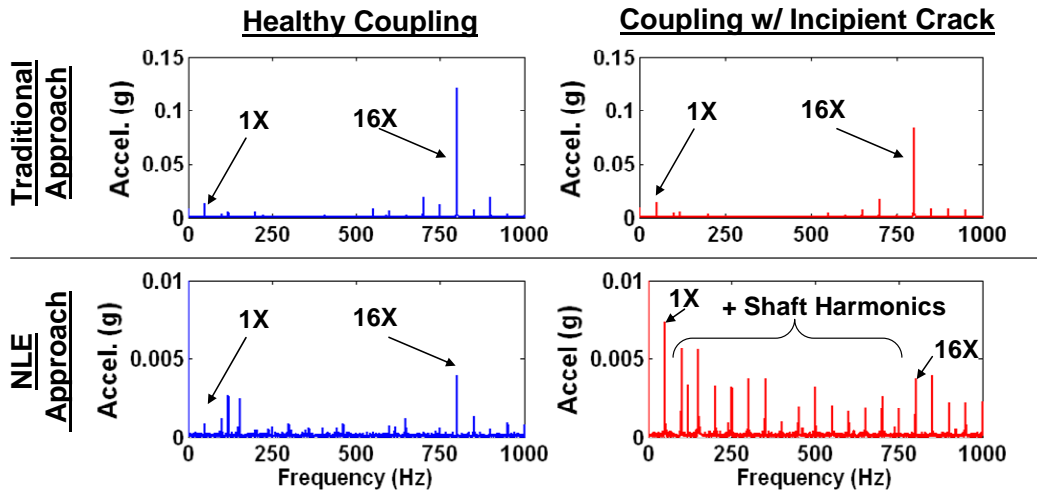 Healthy Coupling
Coupling w/ Incipient Crack
Traditional
Approach
Accel. (g)
0.15
0.1
0.05
0
1X
16X
0 250 500 750 1000
0.15
0.1
0.05
0
Accel. (g)
1X
16X
0 250 500 750 1000
NLE
Approach
Accel. (g)
0.01
0.005
0
1X
16X
0 250 500 750 1000
Frequency (Hz)
Accel (g)
0.01
0.005
0
1X
+ Shaft Harmonics
16X
0 250 500 750 1000
Frequency (Hz)